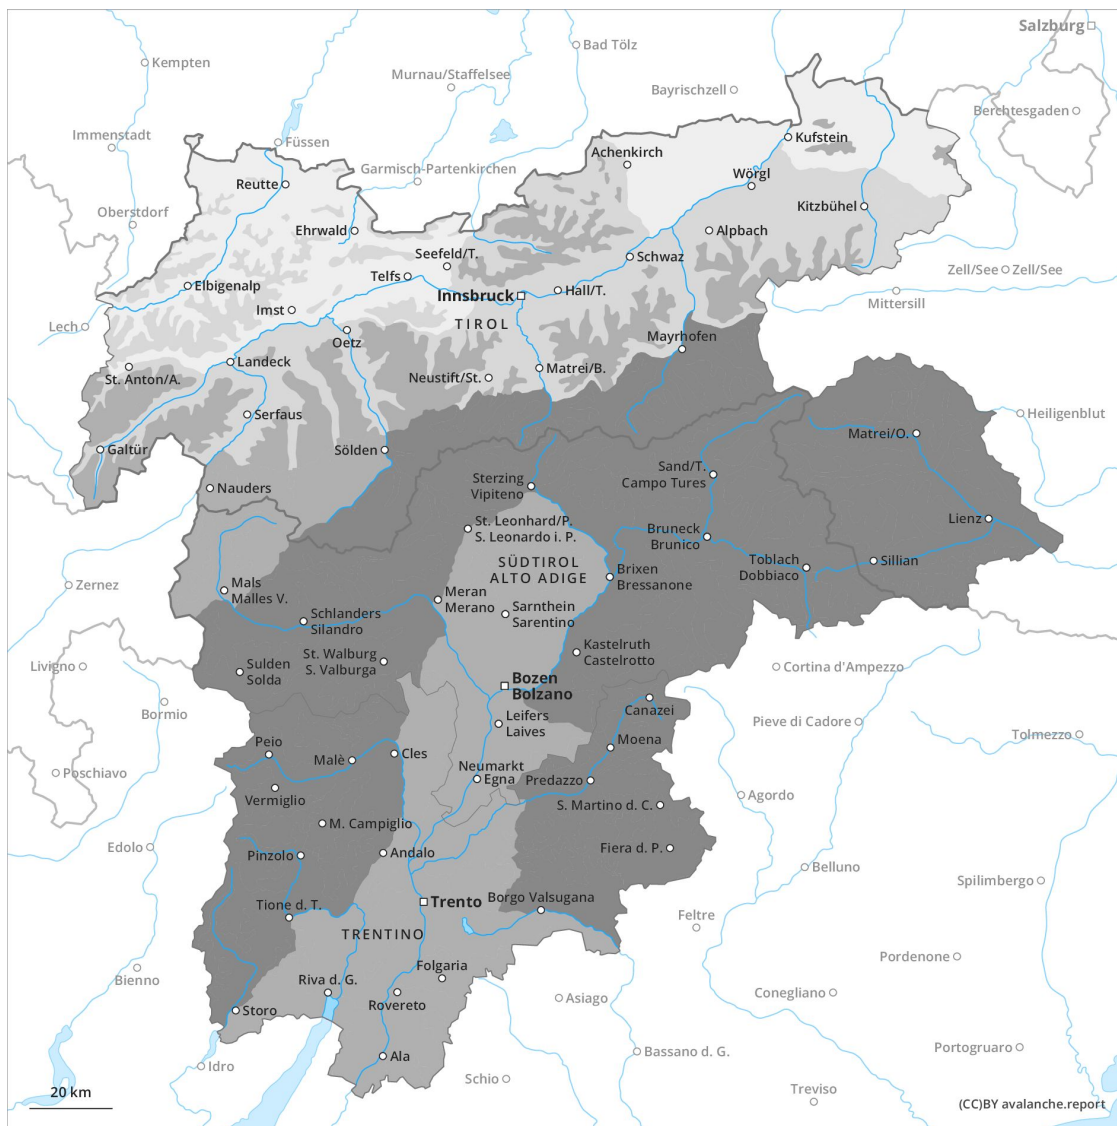 Salzburg
Bad Tölz
Kempten
Murnau/Staffelsee
Bayrischzell
Berchtesgaden
Immenstadt
Füssen
Kufstein
Achenkirch
Garmisch-Partenkirchen
Wörgl
Reutte
Kitzbühel
Oberstdorf
Ehrwald
Alpbach
Seefeld/T.
Schwaz
Telfs
Zell/See
Zell/See
Elbigenalp
Innsbruck
Hall/T.
Mittersill
Imst
TIROL
Lech
Oetz
Mayrhofen
Landeck
St. Anton/A.
Neustift/St.
Matrei/B.
Serfaus
Heiligenblut
Matrei/O.
Galtür
Sölden
Sand/T.
Campo Tures
Sterzing
Vipiteno
Nauders
St. Leonhard/P.
S. Leonardo i. P.
Lienz
Bruneck
Brunico
SÜDTIROL
ALTO ADIGE
Toblach
Dobbiaco
Sillian
Brixen
Bressanone
Zernez
Mals
Malles V.
Meran
Merano
Schlanders
Silandro
Sarnthein
Sarentino
St. Walburg
S. Valburga
Kastelruth
Castelrotto
Livigno
Sulden
Solda
Cortina d'Ampezzo
Bozen
Bolzano
Bormio
Canazei
Leifers
Laives
Pieve di Cadore
Tolmezzo
Moena
Peio
Malè
Cles
Poschiavo
Neumarkt
Egna
Predazzo
Vermiglio
S. Martino d. C.
Agordo
M. Campiglio
Edolo
Pinzolo
Andalo
Fiera d. P.
Belluno
Spilimbergo
Trento
Borgo Valsugana
Tione d. T.
Feltre
TRENTINO
Pordenone
Bienno
Folgaria
Riva d. G.
Rovereto
Asiago
Conegliano
Storo
Portogruaro
Ala
Bassano d. G.
Idro
Schio
Treviso
20 km
(CC)BY avalanche.report